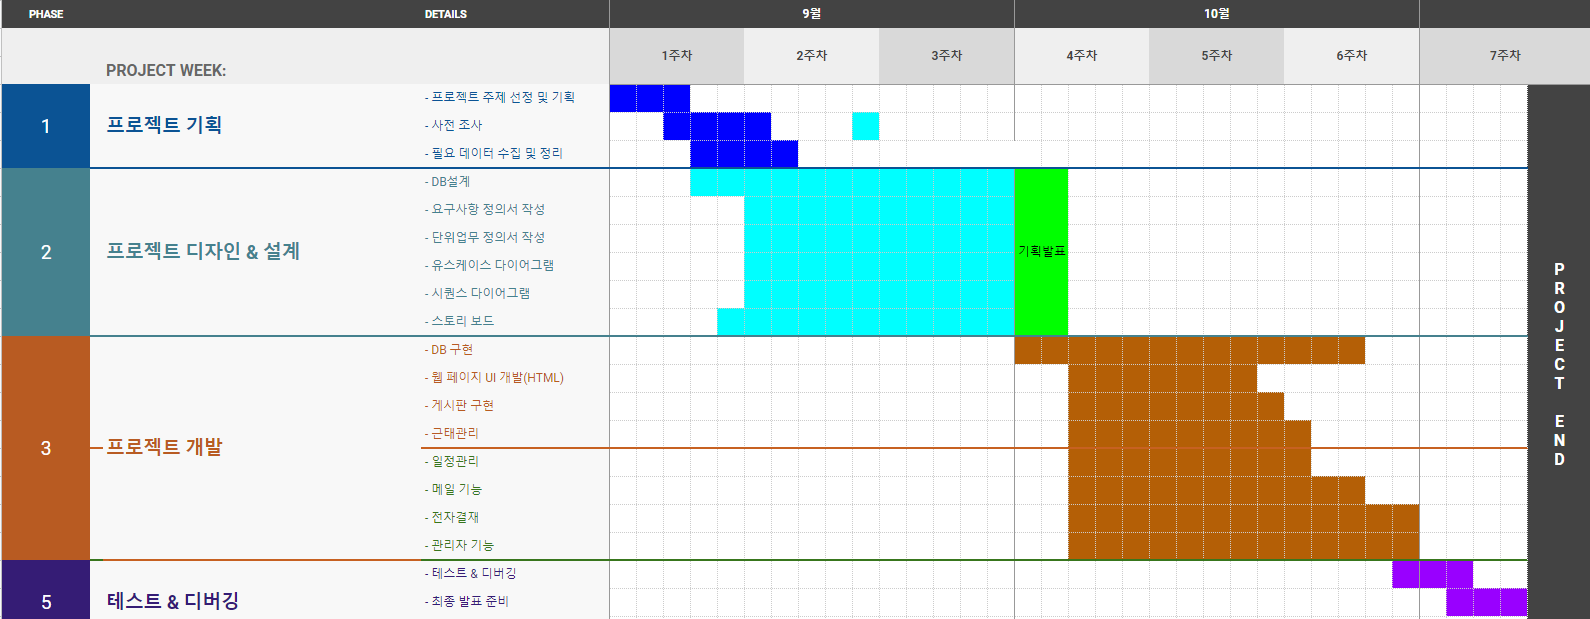 PHASE DETAILS 9월 10월
PROJECT WEEK: 1주차 2주차 3주차 4주차 5주차 6주차 7주차
1 프로젝트 기획
- 프로젝트 주제 선정 및 기획
- 사전 조사
- 필요 데이터 수집 및 정리
2 프로젝트 디자인 & 설계
- DB설계
- 요구사항 정의서 작성
- 단위업무 정의서 작성
- 유스케이스 다이어그램
- 시퀀스 다이어그램
- 스토리 보드
기획발표
3 프로젝트 개발
- DB 구현
- 웹 페이지 UI 개발(HTML)
- 게시판 구현
- 근태관리
- 일정관리
- 메일 기능
- 전자결재
- 관리자 기능
5 테스트 & 디버깅
- 테스트 & 디버깅
- 최종 발표 준비
PROJECT END